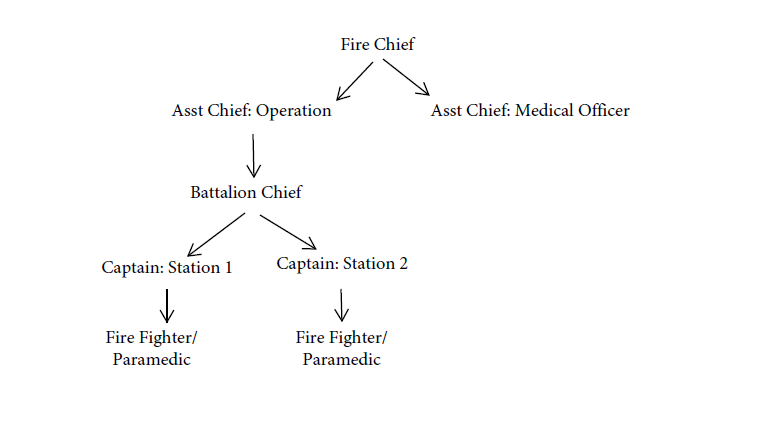 Fire Chief
Asst Chief: Operation
Asst Chief: Medical Officer
Battalion Chief
Captain: Station 1
Captain: Station 2
Fire Fighter/
Paramedic
Fire Fighter/
Paramedic